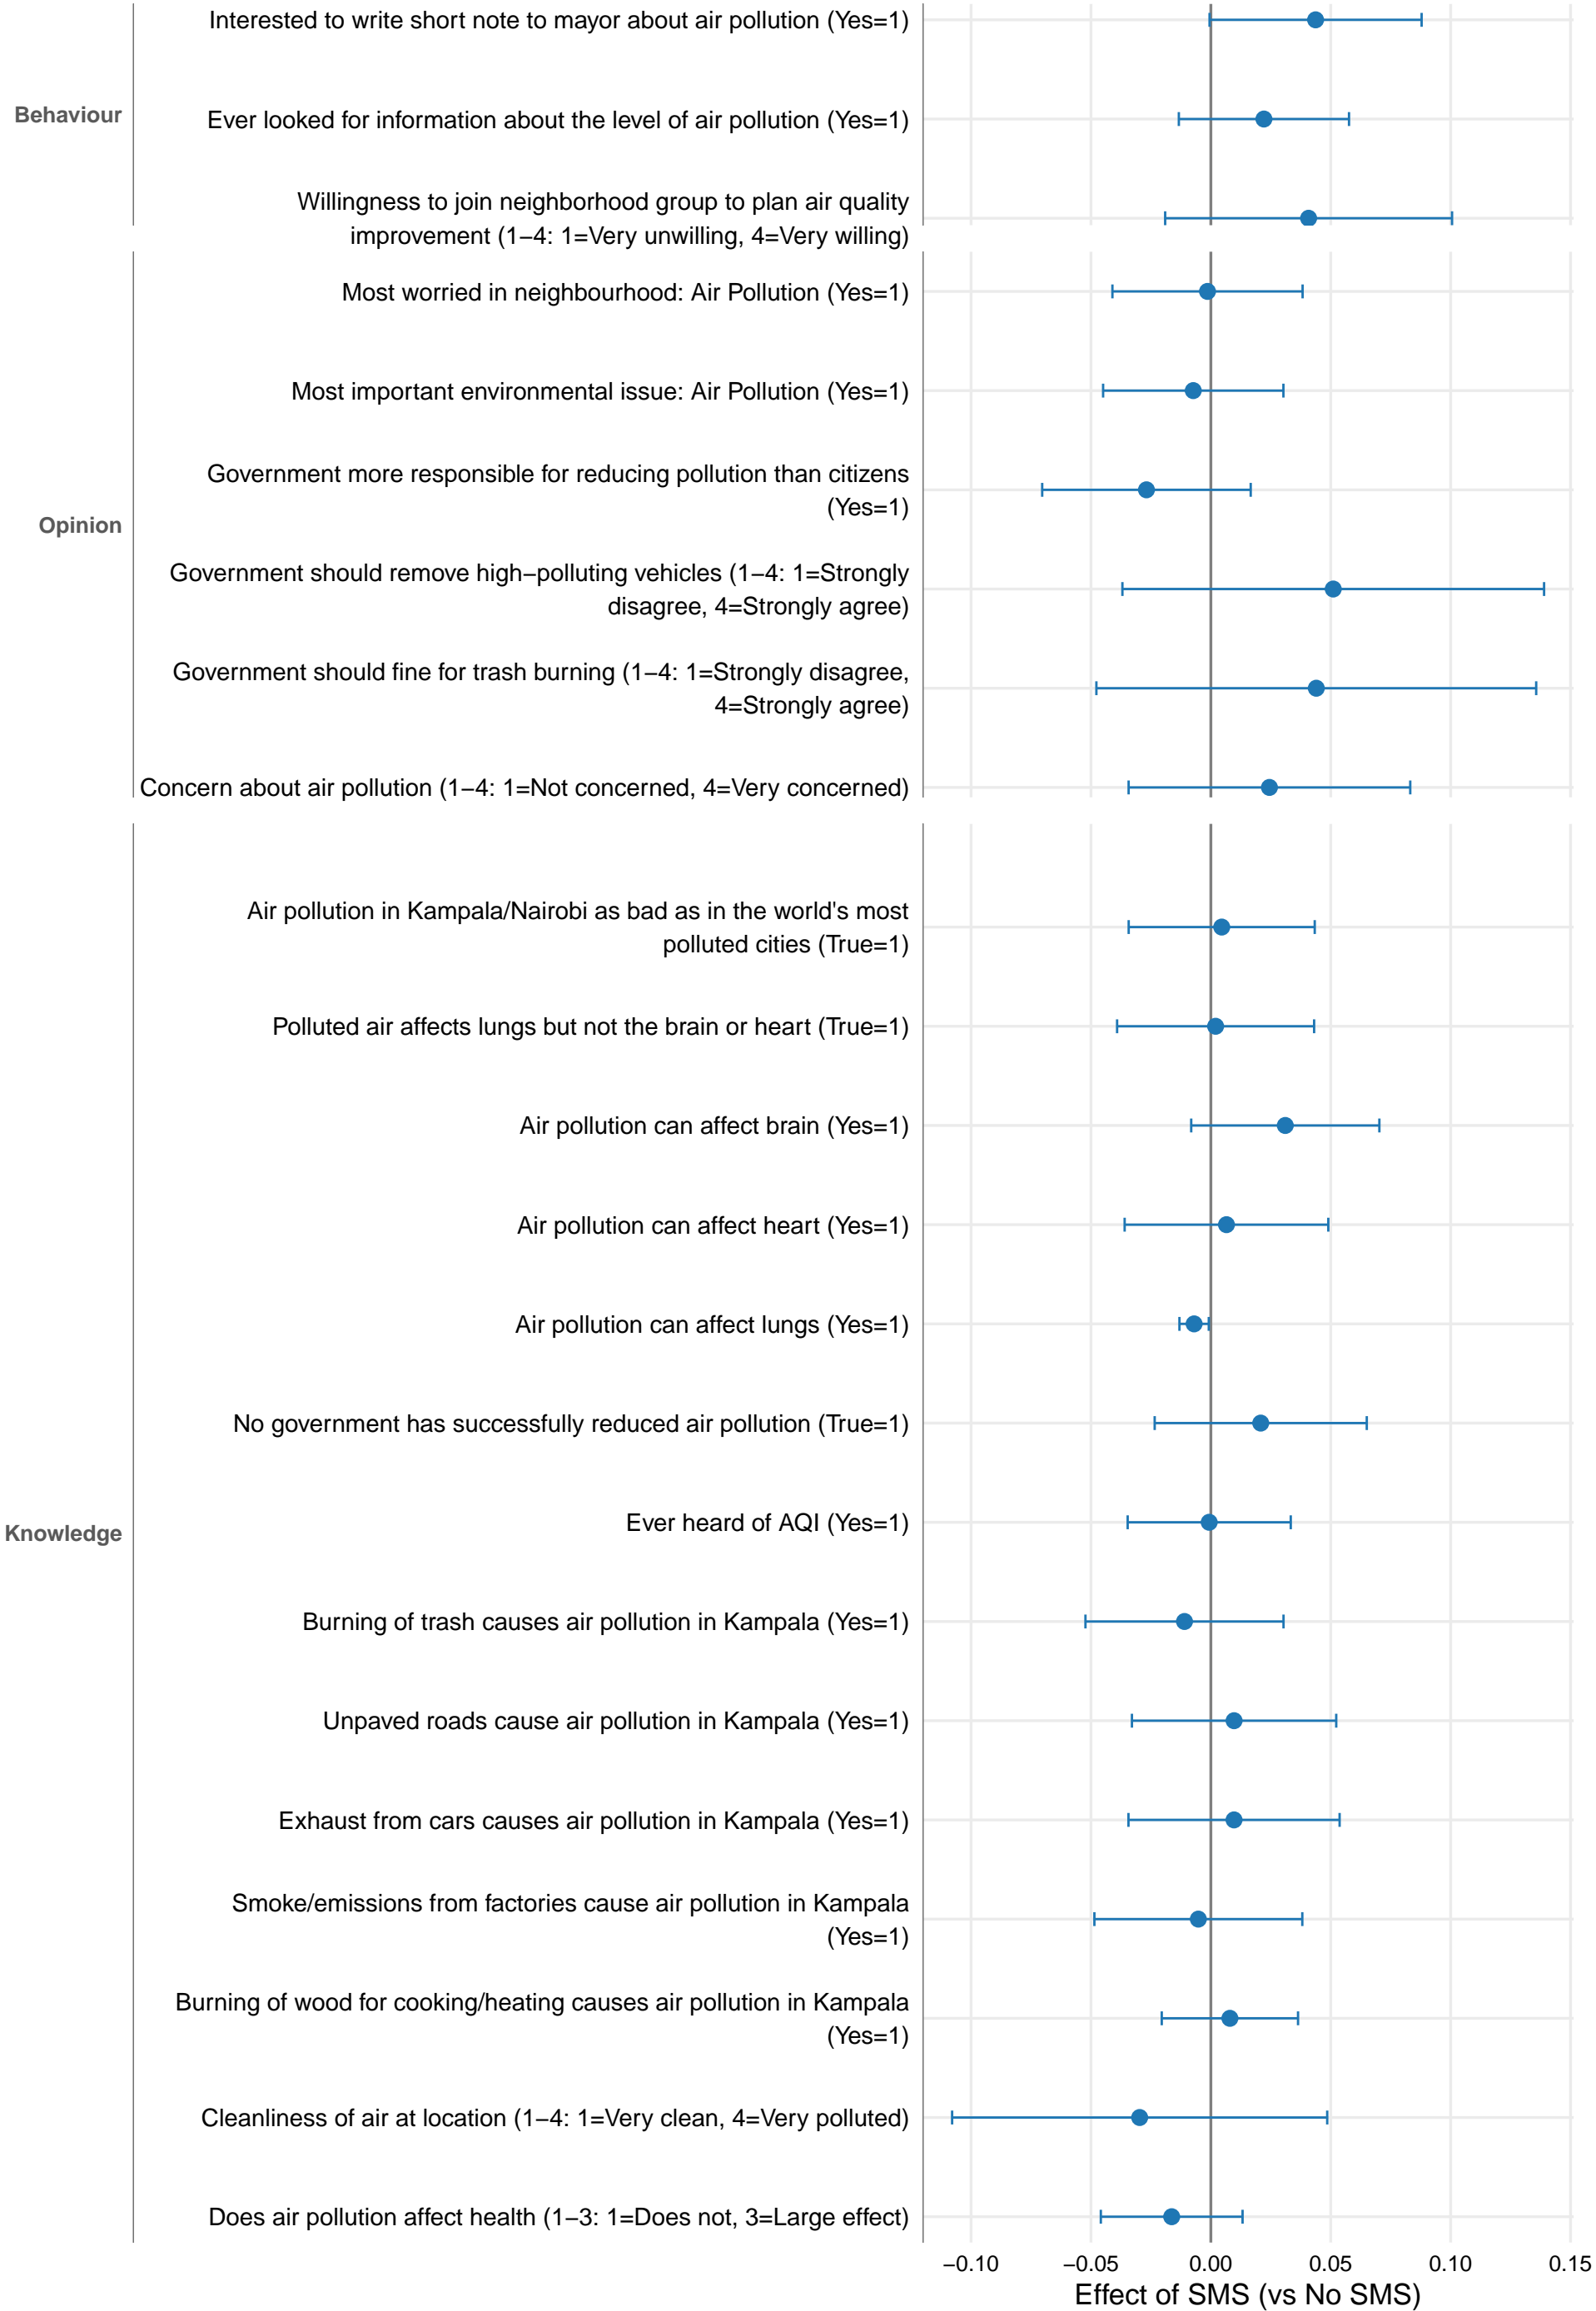 Behaviour
Interested to write short note to mayor about air pollution (Yes=1)
Ever looked for information about the level of air pollution (Yes=1)
Willingness to join neighborhood group to plan air quality
improvement (1−4: 1=Very unwilling, 4=Very willing)
Opinion
Most worried in neighbourhood: Air Pollution (Yes=1)
Most important environmental issue: Air Pollution (Yes=1)
Government more responsible for reducing pollution than citizens
(Yes=1)
Government should remove high−polluting vehicles (1−4: 1=Strongly
disagree, 4=Strongly agree)
Government should fine for trash burning (1−4: 1=Strongly disagree,
4=Strongly agree)
Concern about air pollution (1−4: 1=Not concerned, 4=Very concerned)
Knowledge
Air pollution in Kampala/Nairobi as bad as in the world's most
polluted cities (True=1)
Polluted air affects lungs but not the brain or heart (True=1)
Air pollution can affect brain (Yes=1)
Air pollution can affect heart (Yes=1)
Air pollution can affect lungs (Yes=1)
No government has successfully reduced air pollution (True=1)
Ever heard of AQI (Yes=1)
Burning of trash causes air pollution in Kampala (Yes=1)
Unpaved roads cause air pollution in Kampala (Yes=1)
Exhaust from cars causes air pollution in Kampala (Yes=1)
Smoke/emissions from factories cause air pollution in Kampala
(Yes=1)
Burning of wood for cooking/heating causes air pollution in Kampala
(Yes=1)
Cleanliness of air at location (1−4: 1=Very clean, 4=Very polluted)
Does air pollution affect health (1−3: 1=Does not, 3=Large effect)
−0.10 −0.05 0.00 0.05 0.10 0.15
Effect of SMS (vs No SMS)